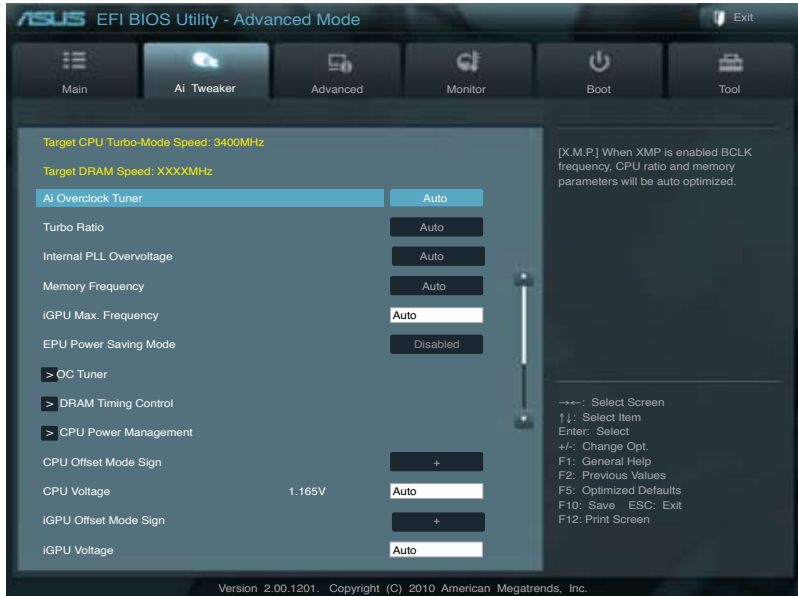 ASUS EFI BIOS Utility - Advanced Mode
Exit
Main
Ai Tweaker
Advanced
Monitor
Boot
Tool
Target CPU Turbo-Mode Speed: 3400MHz
Target DRAM Speed: XXXXMHz
Ai Overclock Tuner Auto
Turbo Ratio Auto
Internal PLL Overvoltage Auto
Memory Frequency Auto
iGPU Max. Frequency Auto
EPU Power Saving Mode Disabled
> OC Tuner
> DRAM Timing Control
> CPU Power Management
CPU Offset Mode Sign +
CPU Voltage 1.165V Auto
iGPU Offset Mode Sign +
iGPU Voltage Auto
[X.M.P.] When XMP is enabled BCLK
frequency, CPU ratio and memory
parameters will be auto optimized.
→←: Select Screen
↑↓: Select Item
Enter: Select
+/-: Change Opt.
F1: General Help
F2: Previous Values
F5: Optimized Defaults
F10: Save ESC: Exit
F12: Print Screen
Version 2.00.1201. Copyright (C) 2010 American Megatrends, Inc.